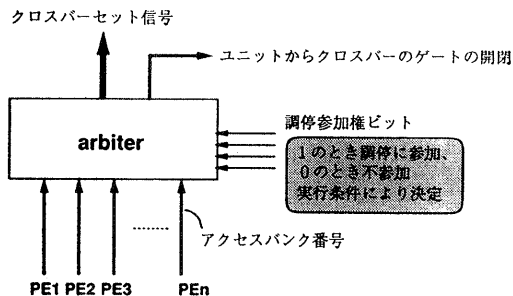 クロスバーセット信号
ユニットからクロスバーのゲートの開閉
arbiter
調停参加権ビット
1のとき調停に参加、
0のとき不参加
実行条件により決定
アクセスバンク番号
PE1 PE2 PE3 ........ PEn